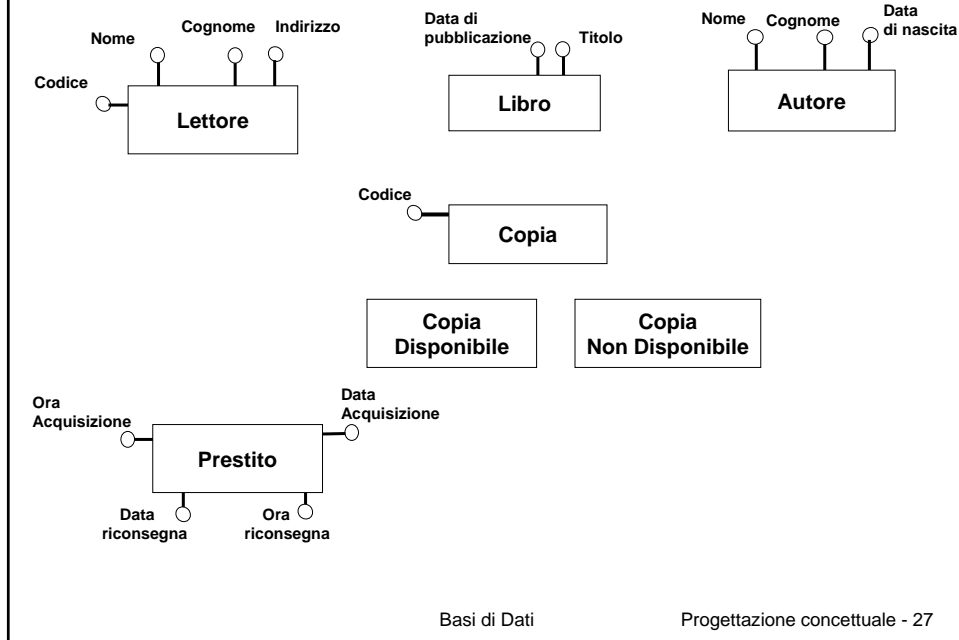 Nome
Cognome
Indirizzo
Codice
Lettore
Data di
pubblicazione
Titolo
Libro
Nome
Cognome
Data
di nascita
Autore
Codice
Copia
Copia
Disponibile
Copia
Non Disponibile
Ora
Acquisizione
Data
Acquisizione
Prestito
Data
riconsegna
Ora
riconsegna
Basi di Dati
Progettazione concettuale - 27